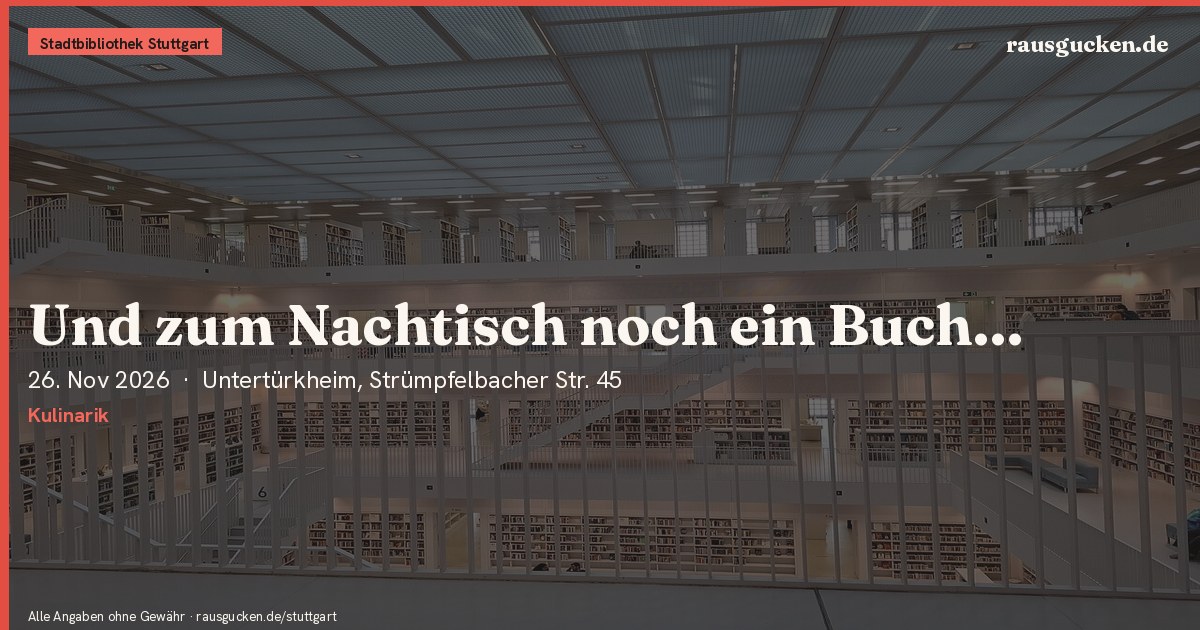 Stadtbibliothek Stuttgart
rausgucken.de
Und zum Nachtisch noch ein Buch...
26. Nov 2026 · Untertürkheim, Strümpfelbacher Str. 45
Kulinarik
6
Alle Angaben ohne Gewähr · rausgucken.de/stuttgart